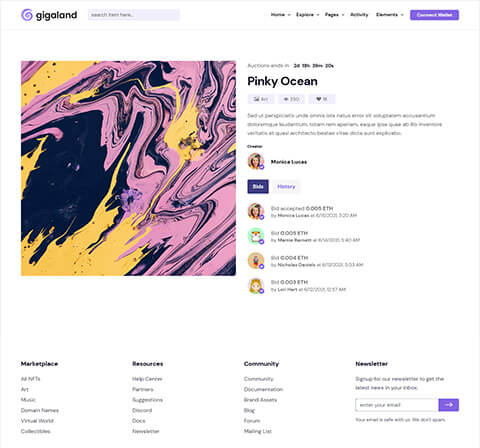 gigaland
search item here...
Home Explore Pages Activity Elements Connect Wallet
Auctions ends in 2d 18h 39m 20s
Pinky Ocean
Art 250 18
Sed ut perspiciatis unde omnis iste natus error sit voluptatem accusantium
doloremque laudantium, totam rem aperiam, eaque ipsa quae ab illo inventore
veritatis et quasi architecto beatae vitae dicta sunt explicabo.
Creator
Monica Lucas
Bids History
Bid accepted 0.005 ETH
by Monica Lucas at 6/15/2021, 3:20 AM
Bid 0.005 ETH
by Mamie Barnett at 6/14/2021, 5:40 AM
Bid 0.004 ETH
by Nicholas Daniels at 6/13/2021, 5:03 AM
Bid 0.003 ETH
by Lori Hart at 6/12/2021, 12:57 AM
Marketplace
All NFTs
Art
Music
Domain Names
Virtual World
Collectibles
Resources
Help Center
Partners
Suggestions
Discord
Docs
Newsletter
Community
Community
Documentation
Brand Assets
Blog
Forum
Mailing List
Newsletter
Signup for our newsletter to get the
latest news in your inbox.
enter your email
Your email is safe with us. We don't spam.